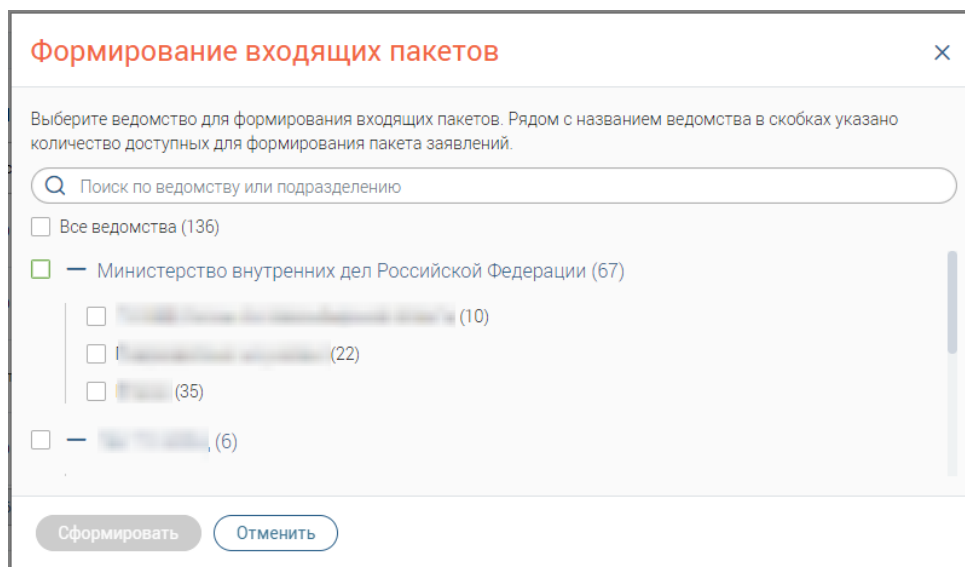 Формирование входящих пакетов
Выберите ведомство для формирования входящих пакетов. Рядом с названием ведомства в скобках указано
количество доступных для формирования пакета заявлений.
Поиск по ведомству или подразделению
Все ведомства (136)
Министерство внутренних дел Российской Федерации (67)
(10)
(22)
(35)
(6)
Сформировать Отменить